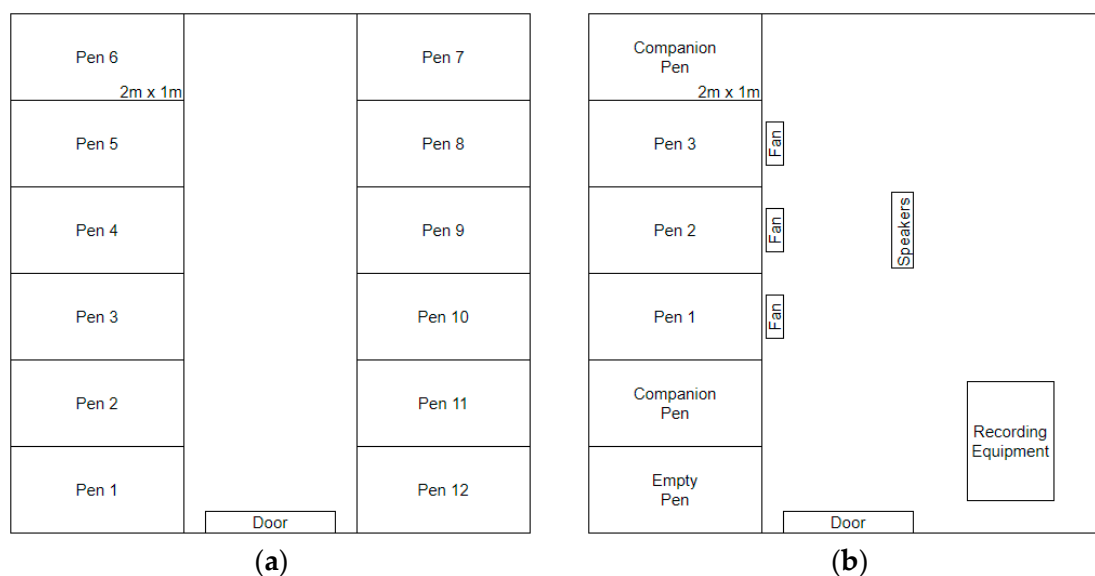 Pen 6
2m x 1m
Pen 5
Pen 4
Pen 3
Pen 2
Pen 1
Pen 7
Pen 8
Pen 9
Pen 10
Pen 11
Pen 12
Door
(a)
Companion
Pen
2m x 1m
Pen 3
Pen 2
Pen 1
Companion
Pen
Empty
Pen
Fan
Fan
Fan
Speakers
Recording
Equipment
Door
(b)